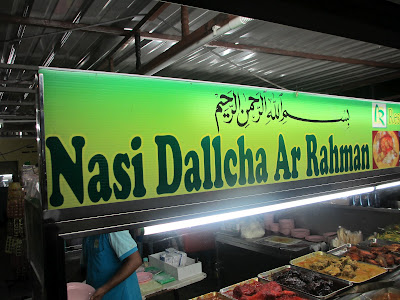 بسم الله الرحمن الرحيم
Nasi Dallcha Ar Rahman